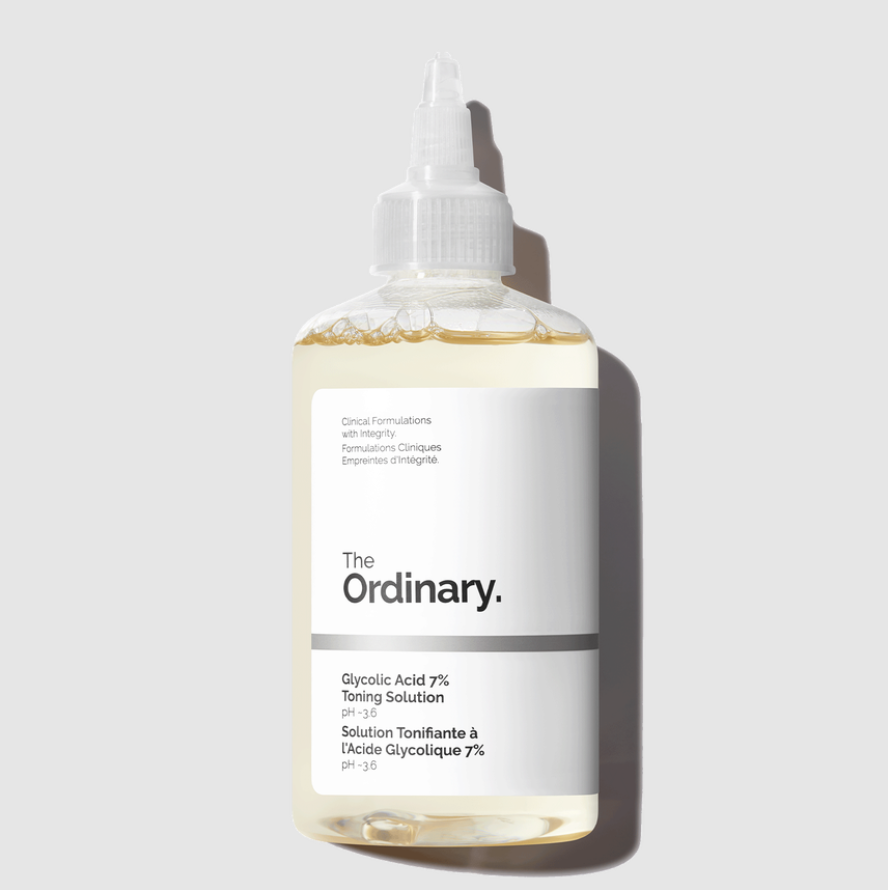 Clinical Formulations
with Integrity.
Formulations Cliniques
Empreintes d'Intégrité.
The
Ordinary.
Glycolic Acid 7%
Toning Solution
pH ~3.6
Solution Tonifiante à
l'Acide Glycolique 7%
pH ~3.6